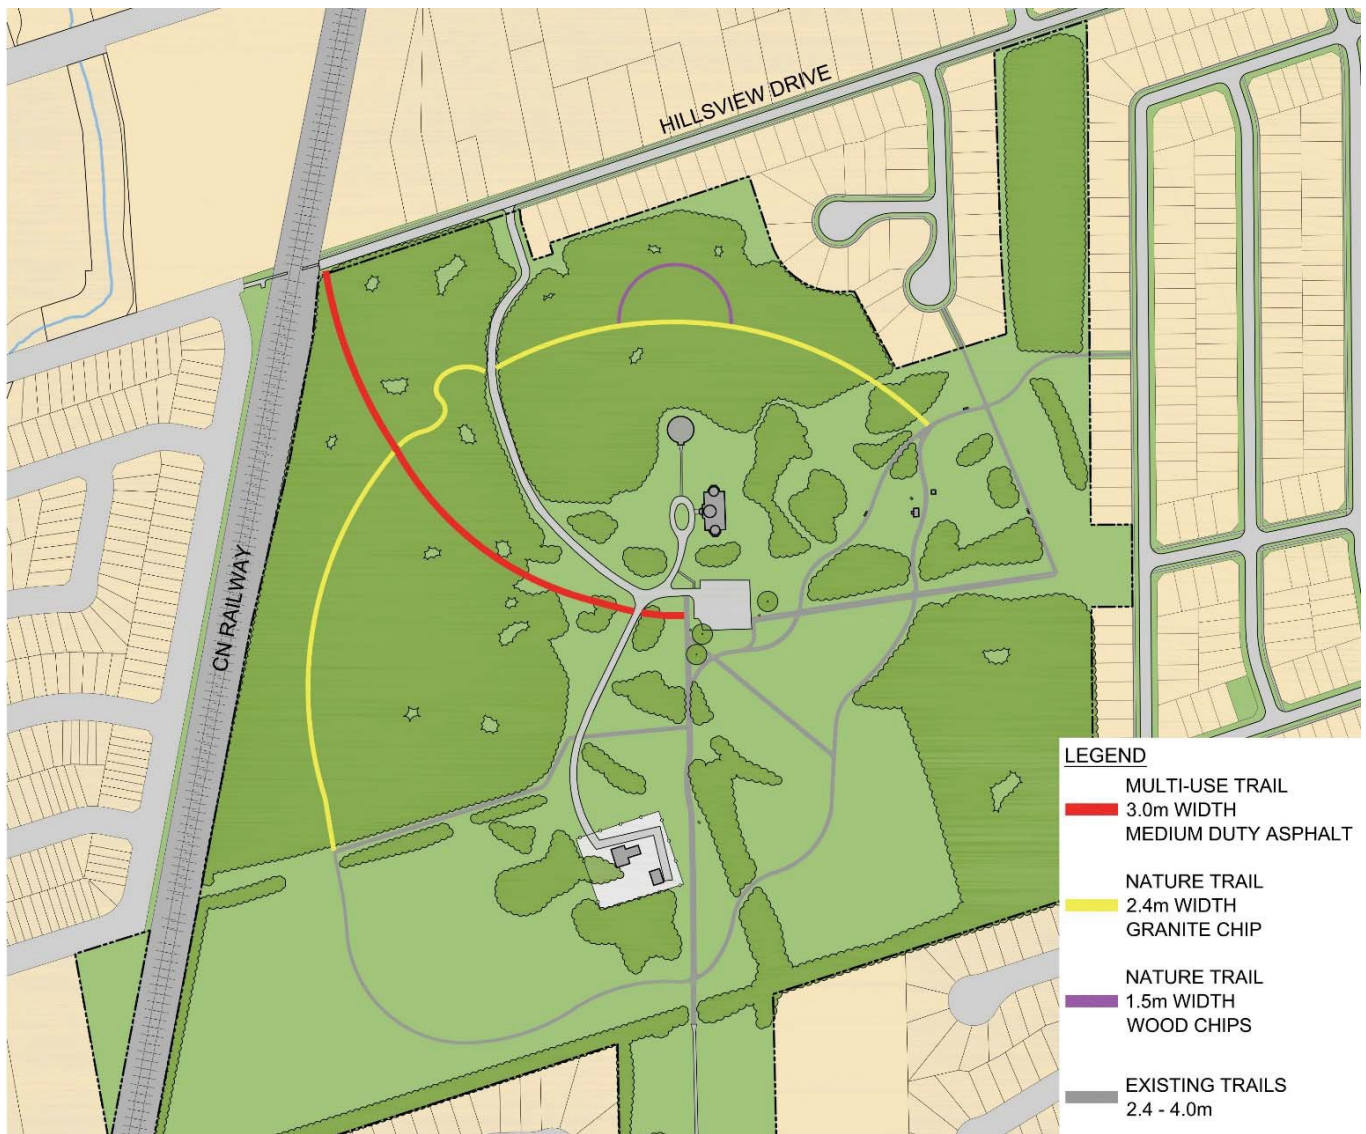 HILLSVIEW DRIVE
CN RAILWAY
LEGEND
MULTI-USE TRAIL
3.0m WIDTH
MEDIUM DUTY ASPHALT
NATURE TRAIL
2.4m WIDTH
GRANITE CHIP
NATURE TRAIL
1.5m WIDTH
WOOD CHIPS
EXISTING TRAILS
2.4 - 4.0m